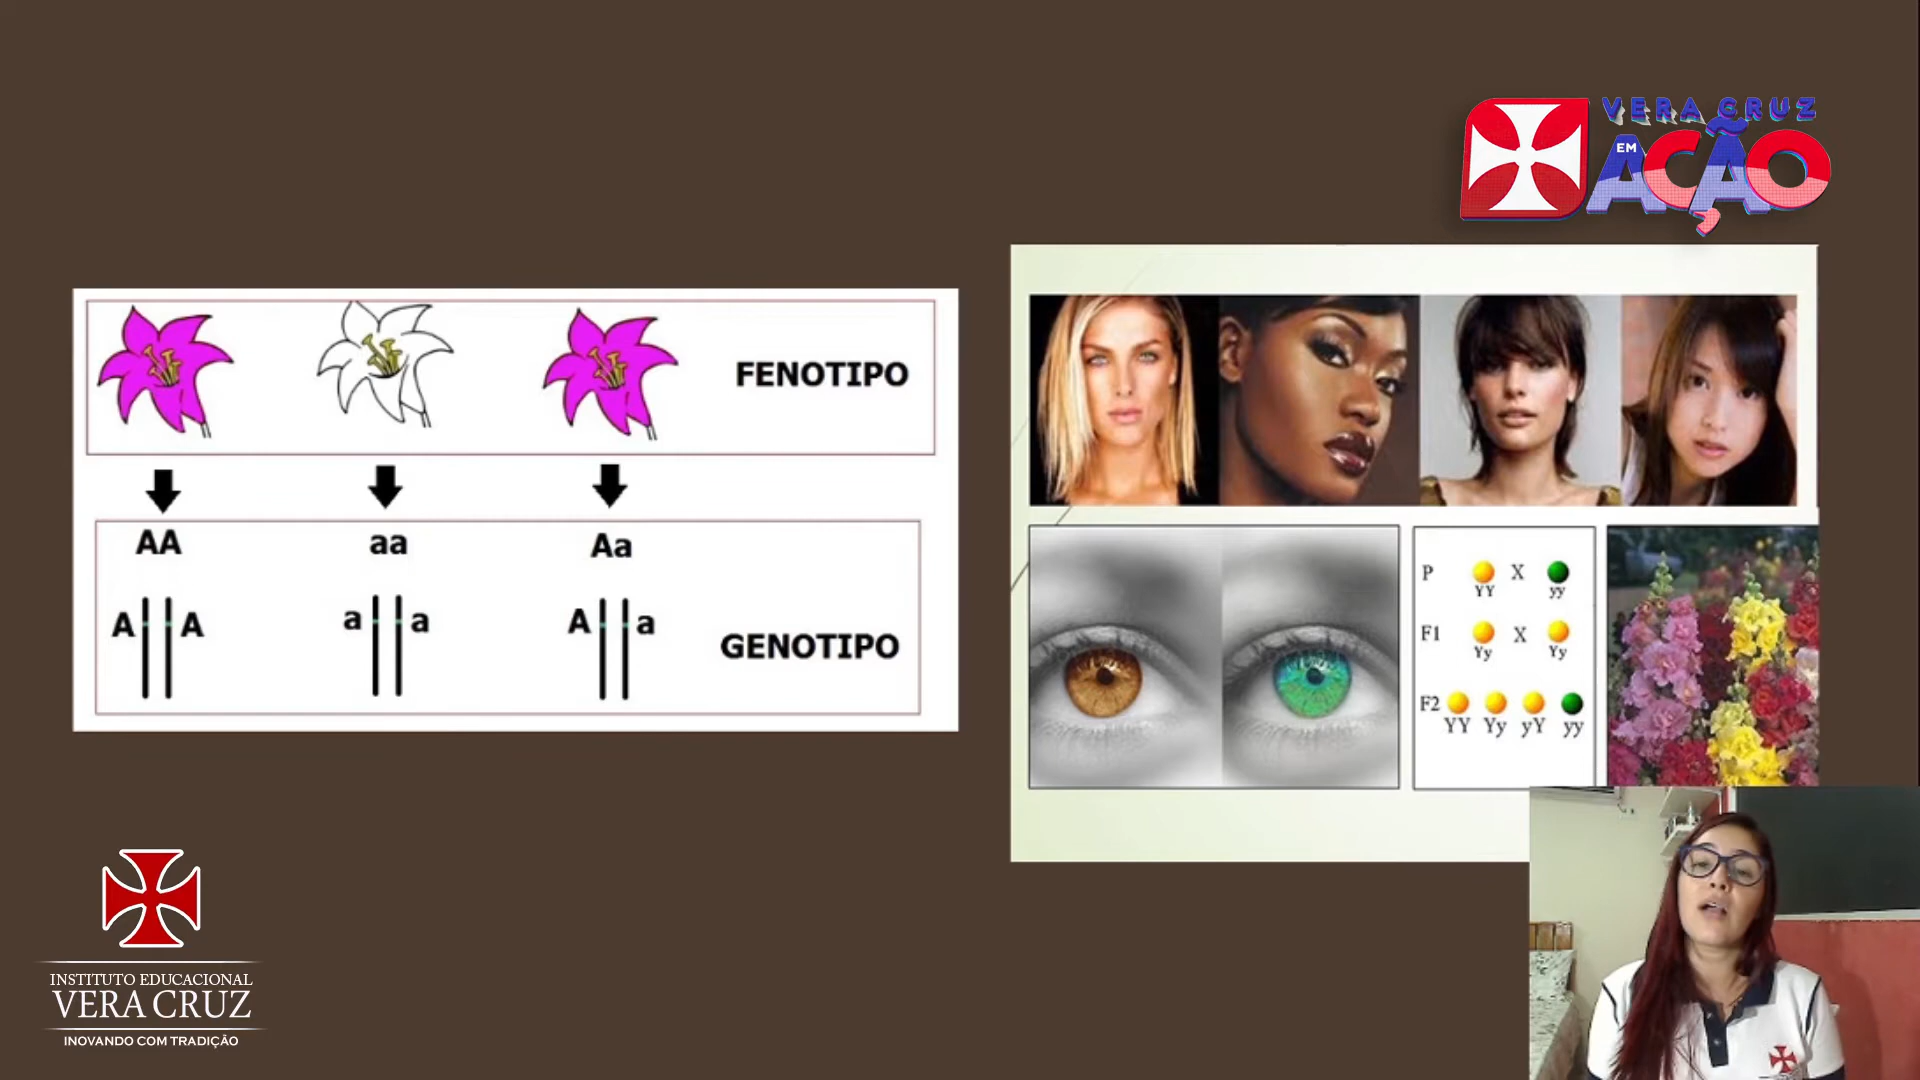 VERA CRUZ
EM
AÇÃO
FENOTIPO
AA
aa
Aa
A
A
a
a
A
a
GENOTIPO
P
X
YY
yy
F1
X
Yy
Yy
F2
YY
Yy
yY
yy
INSTITUTO EDUCACIONAL
VERA CRUZ
INOVANDO COM TRADIÇÃO